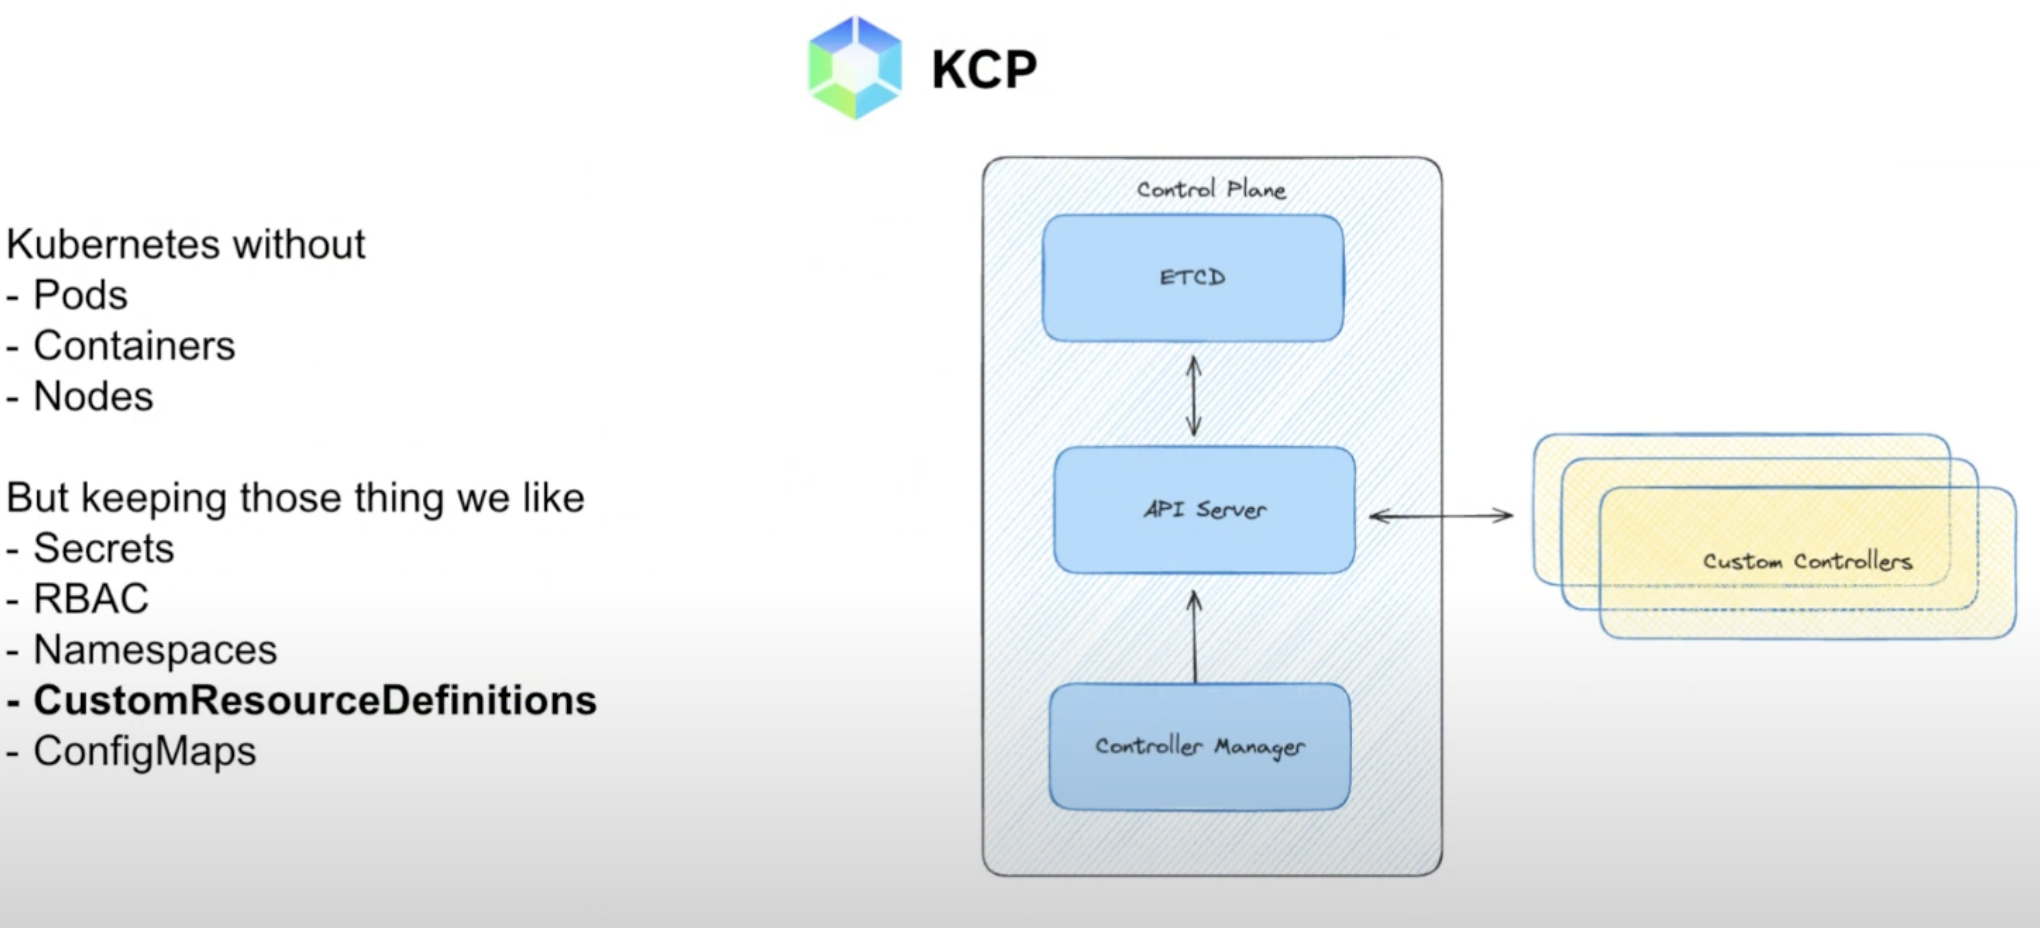 KCP
Kubernetes without
- Pods
- Containers
- Nodes
But keeping those thing we like
- Secrets
- RBAC
- Namespaces
- CustomResourceDefinitions
- ConfigMaps
Control Plane
ETCD
API Server
Controller Manager
Custom Controllers